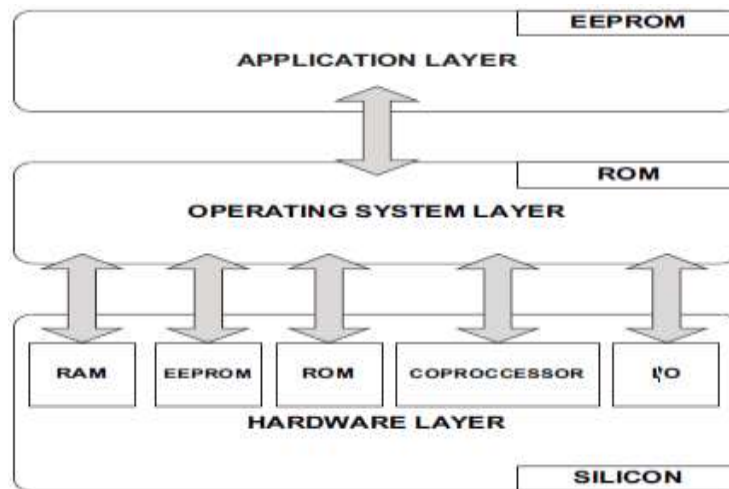 EEPROM
APPLICATION LAYER
ROM
OPERATING SYSTEM LAYER
RAM
EEPROM
ROM
COPROCCESSOR
I/O
HARDWARE LAYER
SILICON